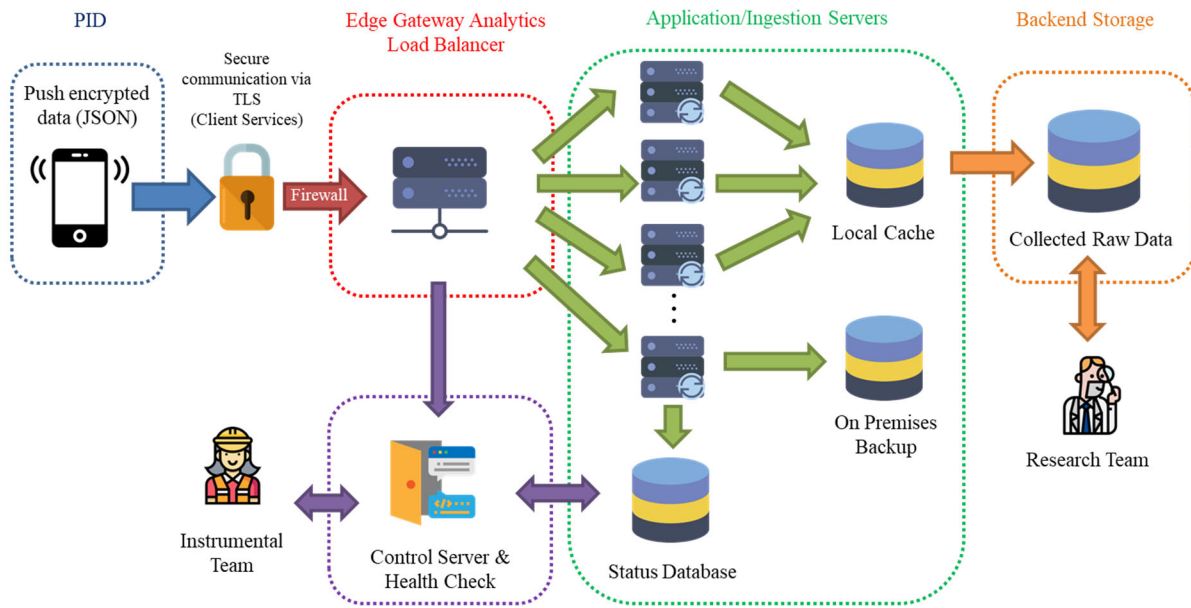 PID
Edge Gateway Analytics
Load Balancer
Application/Ingestion Servers
Backend Storage
Push encrypted
data (JSON)
Secure
communication via
TLS
(Client Services)
Firewall
Local Cache
Collected Raw Data
On Premises
Backup
Research Team
Instrumental
Team
Control Server &
Health Check
Status Database